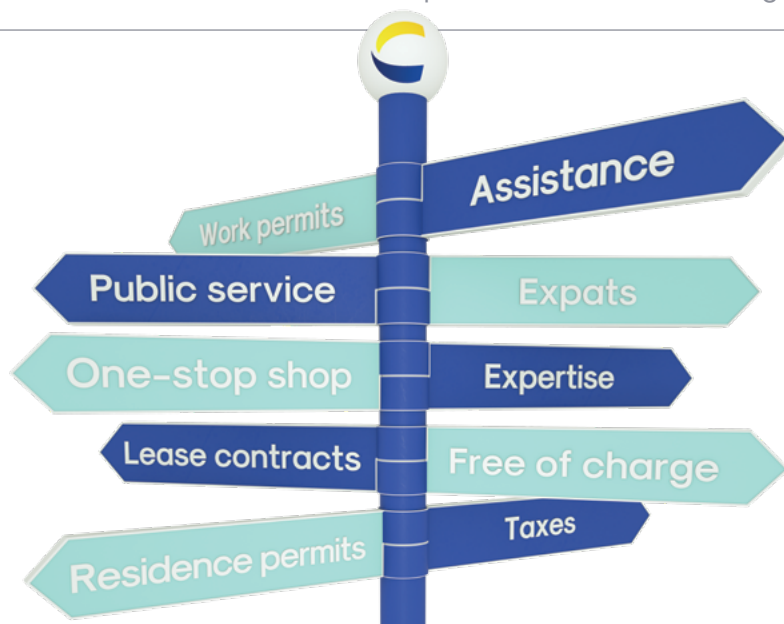 Assistance
Work permits
Public service
Expats
One-stop shop
Expertise
Lease contracts
Free of charge
Taxes
Residence permits